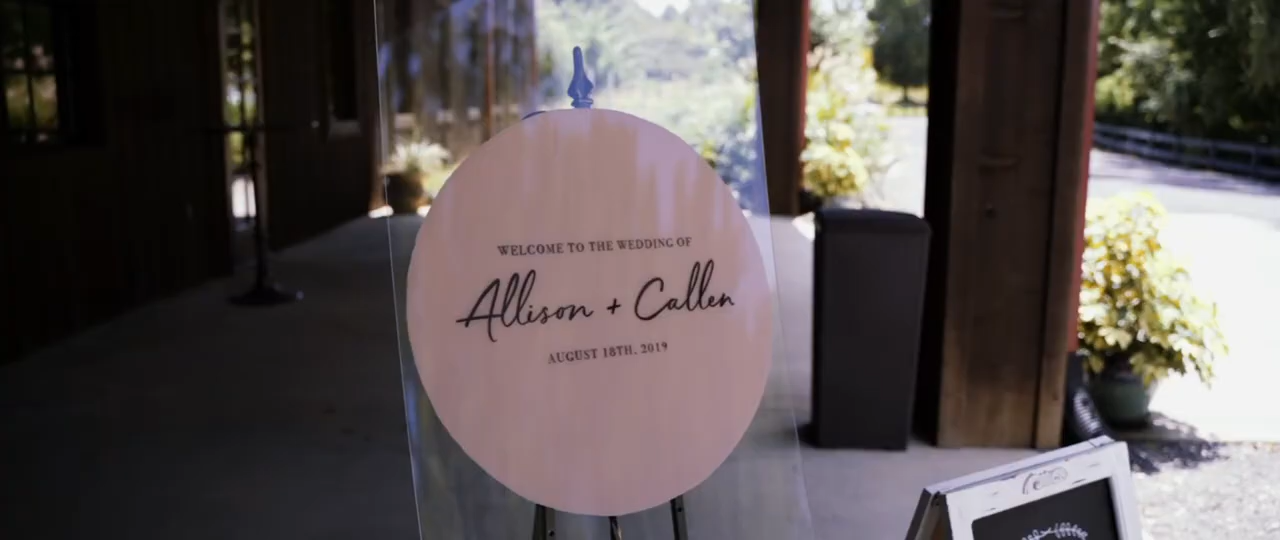 WELCOME TO THE WEDDING OF
Allison + Callen
AUGUST 18TH, 2019